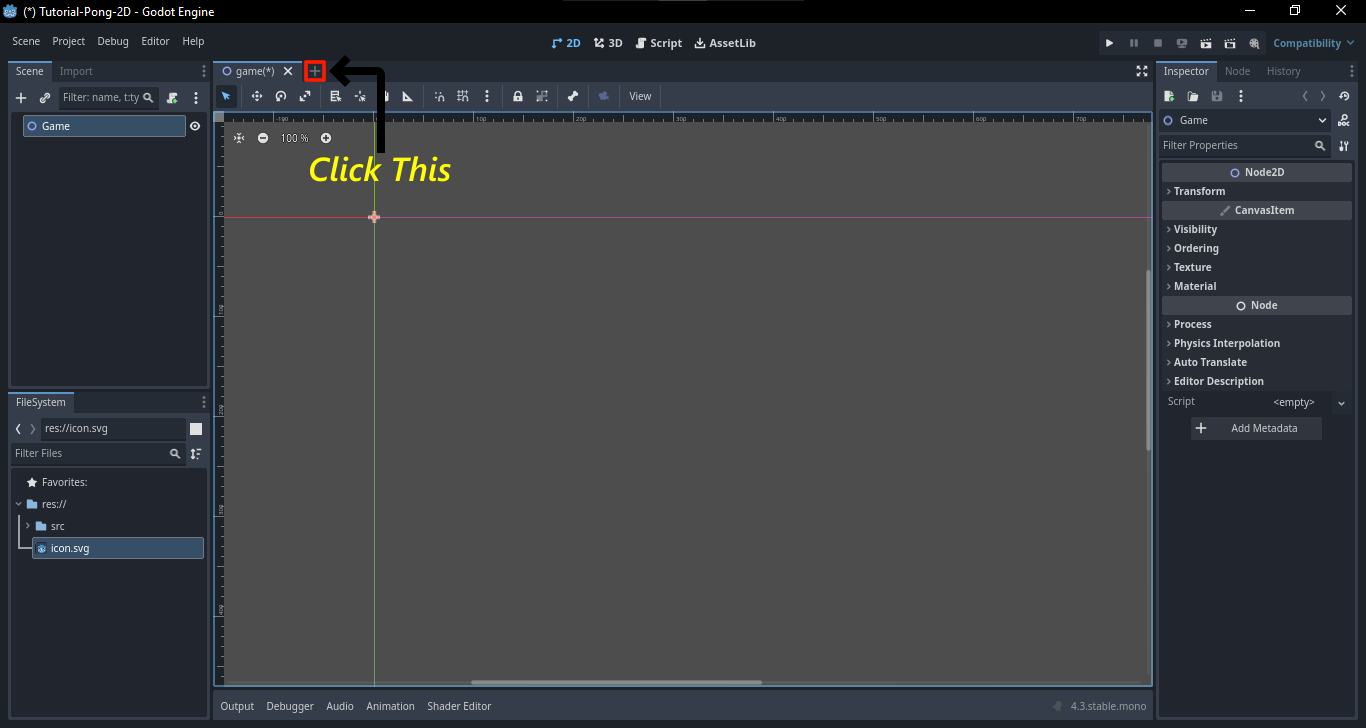 (*) Tutorial-Pong-2D - Godot Engine
Scene Project Debug Editor Help
2D 3D Script AssetLib
Compatibility
Scene Import
game(*)
Inspector Node History
Filter: name, t:ty
View
Game
Game
100 %
Filter Properties
Click This
Node2D
Transform
CanvasItem
Visibility
Ordering
Texture
Material
Node
Process
Physics Interpolation
Auto Translate
Editor Description
Script <empty>
Add Metadata
FileSystem
res://icon.svg
Filter Files
Favorites:
res://
src
icon.svg
Output Debugger Audio Animation Shader Editor
4.3.stable.mono